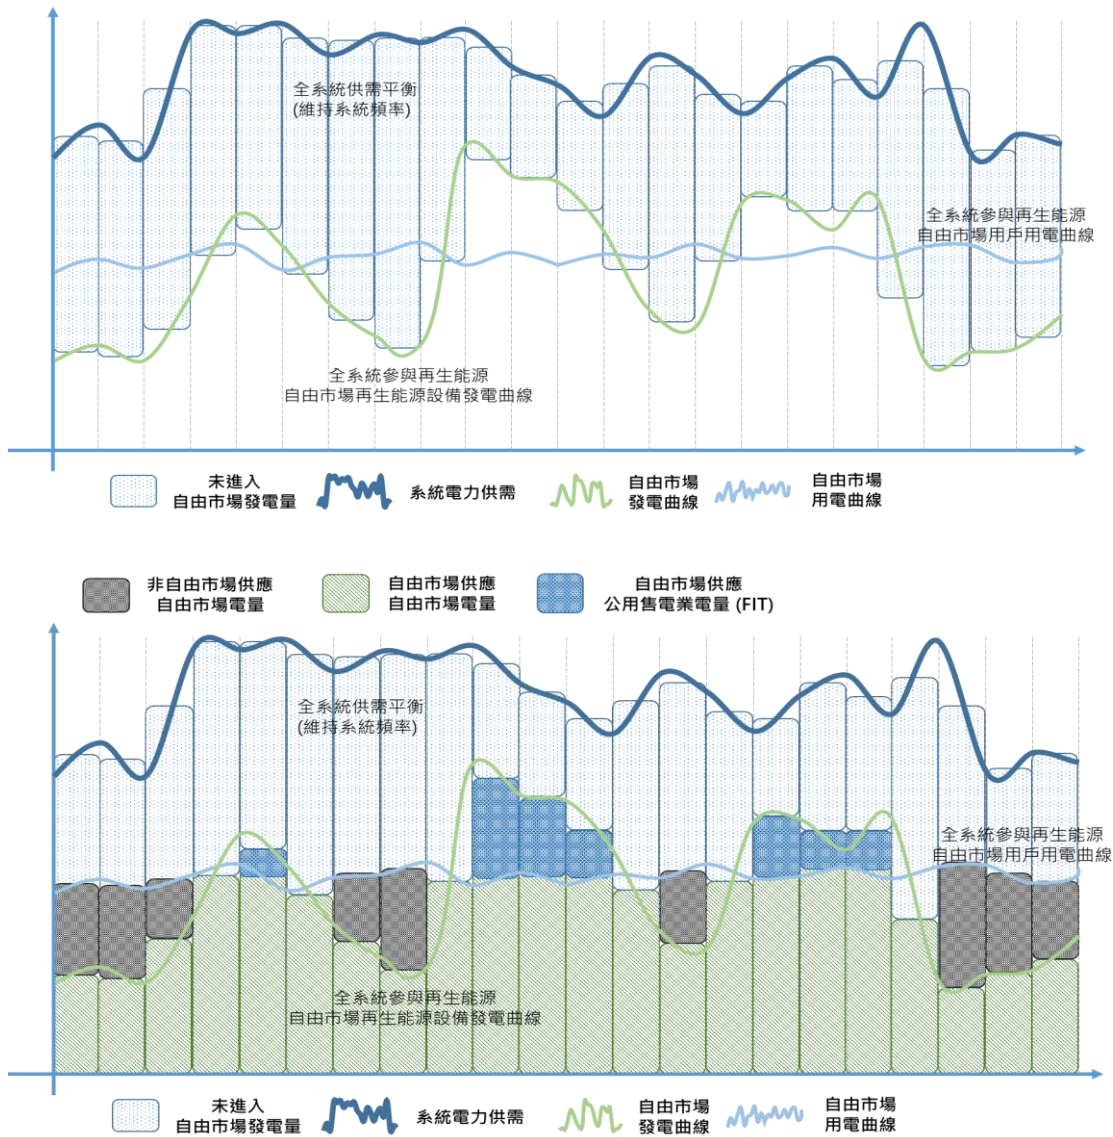 全系統供需平衡
(維持系統頻率)
全系統參與再生能源
自由市場用戶用電曲線
全系統參與再生能源
自由市場再生能源設備發電曲線
未進入
自由市場發電量
系統電力供需
自由市場
發電曲線
自由市場
用電曲線
非自由市場供應
自由市場電量
自由市場供應
自由市場電量
自由市場供應
公用售電業電量 (FIT)
全系統供需平衡
(維持系統頻率)
全系統參與再生能源
自由市場用戶用電曲線
全系統參與再生能源
自由市場再生能源設備發電曲線
未進入
自由市場發電量
系統電力供需
自由市場
發電曲線
自由市場
用電曲線